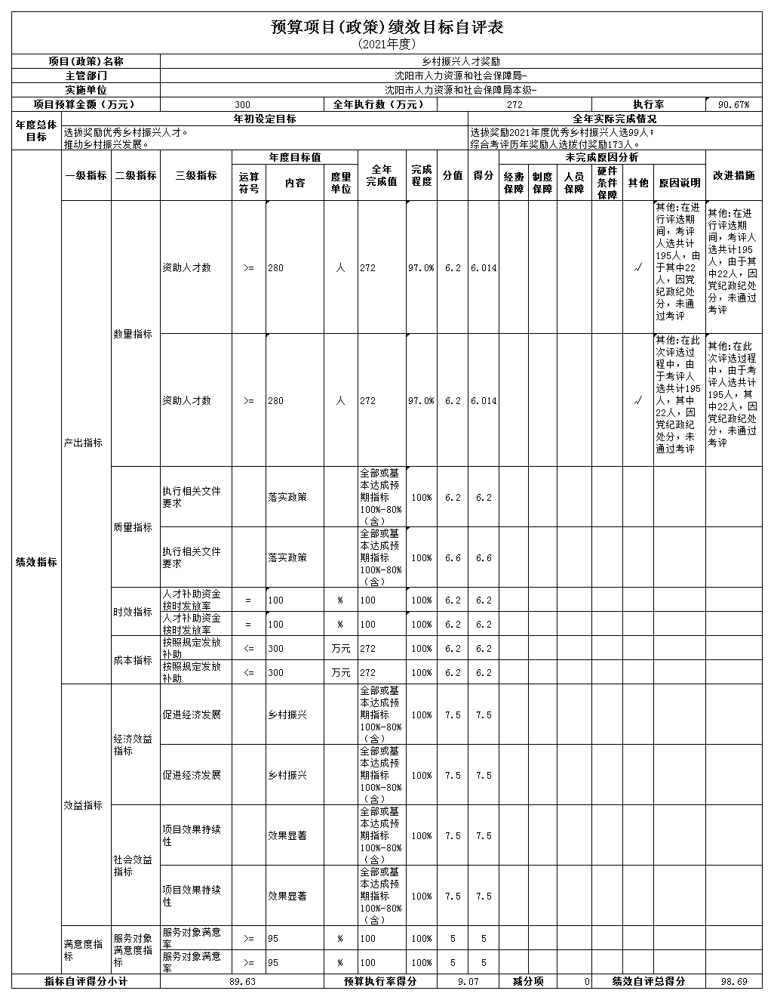 预算项目(政策)绩效目标自评表
(2021年度)
项目(政策)名称 乡村振兴人才奖励
主管部门 沈阳市人力资源和社会保障局-
实施单位 沈阳市人力资源和社会保障局本级-
项目预算金额（万元） 300 全年执行数（万元） 272 执行率 90.67%
年度总体目标 年初设定目标 全年实际完成情况
选拔奖励优秀乡村振兴人才。
推动乡村振兴发展。
选拔奖励2021年度优秀乡村振兴人选99人；
综合考评历年奖励人选拨付奖励173人。
绩效指标
一级指标 二级指标 三级指标 年度目标值 全年完成值 完成程度 分值 得分 未完成原因分析 改进措施
运算符号 内容 度量单位 经费保障 制度保障 人员保障 硬件条件保障 其他 原因说明
产出指标
数量指标
资助人才数 >= 280 人 272 97.0% 6.2 6.014 √ 其他:在进行评选期间，考评人选共计195人，由于其中22人，因党纪政纪处分，未通过考评 其他:在进行评选期间，考评人选共计195人，由于其中22人，因党纪政纪处分，未通过考评
资助人才数 >= 280 人 272 97.0% 6.2 6.014 √ 其他:在此次评选过程中，由于考评人选共计195人，其中22人，因党纪政纪处分，未通过考评 其他:在此次评选过程中，由于考评人选共计195人，其中22人，因党纪政纪处分，未通过考评
质量指标
执行相关文件要求 落实政策 全部或基本达成预期指标100%-80%（含） 100% 6.2 6.2
执行相关文件要求 落实政策 全部或基本达成预期指标100%-80%（含） 100% 6.6 6.6
时效指标
人才补助资金按时发放率 = 100 % 100 100% 6.2 6.2
人才补助资金按时发放率 = 100 % 100 100% 6.2 6.2
成本指标
按照规定发放补助 <= 300 万元 272 100% 6.2 6.2
按照规定发放补助 <= 300 万元 272 100% 6.2 6.2
效益指标
经济效益指标
促进经济发展 乡村振兴 全部或基本达成预期指标100%-80%（含） 100% 7.5 7.5
促进经济发展 乡村振兴 全部或基本达成预期指标100%-80%（含） 100% 7.5 7.5
社会效益指标
项目效果持续性 效果显著 全部或基本达成预期指标100%-80%（含） 100% 7.5 7.5
项目效果持续性 效果显著 全部或基本达成预期指标100%-80%（含） 100% 7.5 7.5
满意度指标
服务对象满意度指标
服务对象满意率 >= 95 % 100 100% 5 5
服务对象满意率 >= 95 % 100 100% 5 5
指标自评得分小计 89.63 预算执行率得分 9.07 减分项 0 绩效自评总得分 98.69